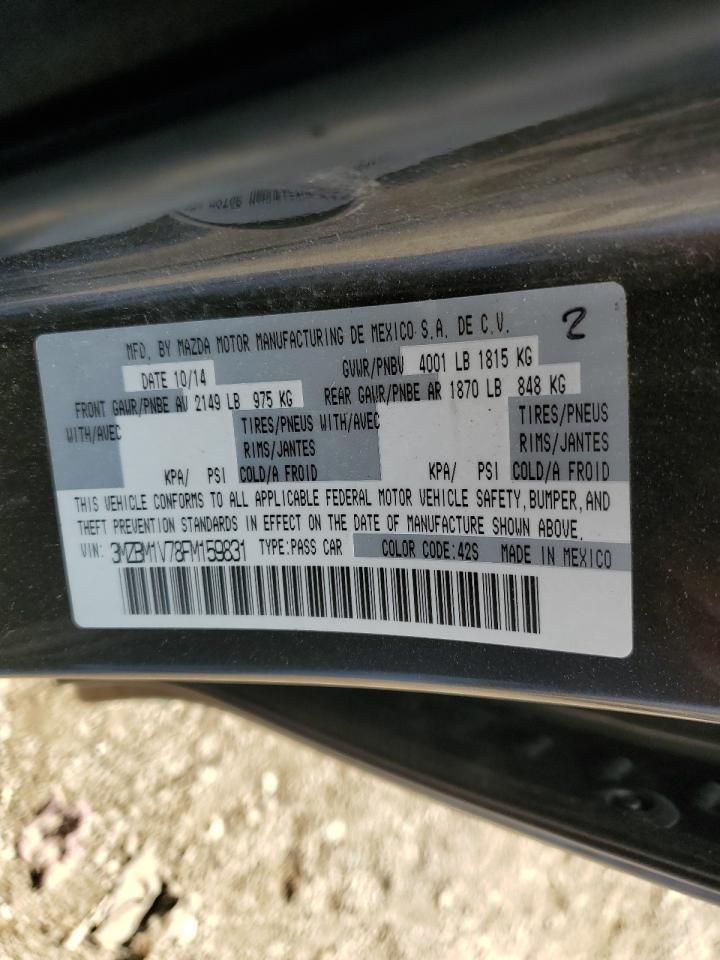 MFD. BY MAZDA MOTOR MANUFACTURING DE MEXICO S.A. DE C.V.
2
DATE 10/14 GVWR/PNBV 4001 LB 1815 KG
FRONT GAWR/PNBE AV 2149 LB 975 KG REAR GAWR/PNBE AR 1870 LB 848 KG
WITH/AVEC TIRES/PNEUS WITH/AVEC TIRES/PNEUS
RIMS/JANTES RIMS/JANTES
KPA/ PSI COLD/A FROID KPA/ PSI COLD/A FROID
THIS VEHICLE CONFORMS TO ALL APPLICABLE FEDERAL MOTOR VEHICLE SAFETY, BUMPER, AND
THEFT PREVENTION STANDARDS IN EFFECT ON THE DATE OF MANUFACTURE SHOWN ABOVE.
VIN: 3MZBM1V78FM159831 TYPE:PASS CAR COLOR CODE:42S MADE IN MEXICO